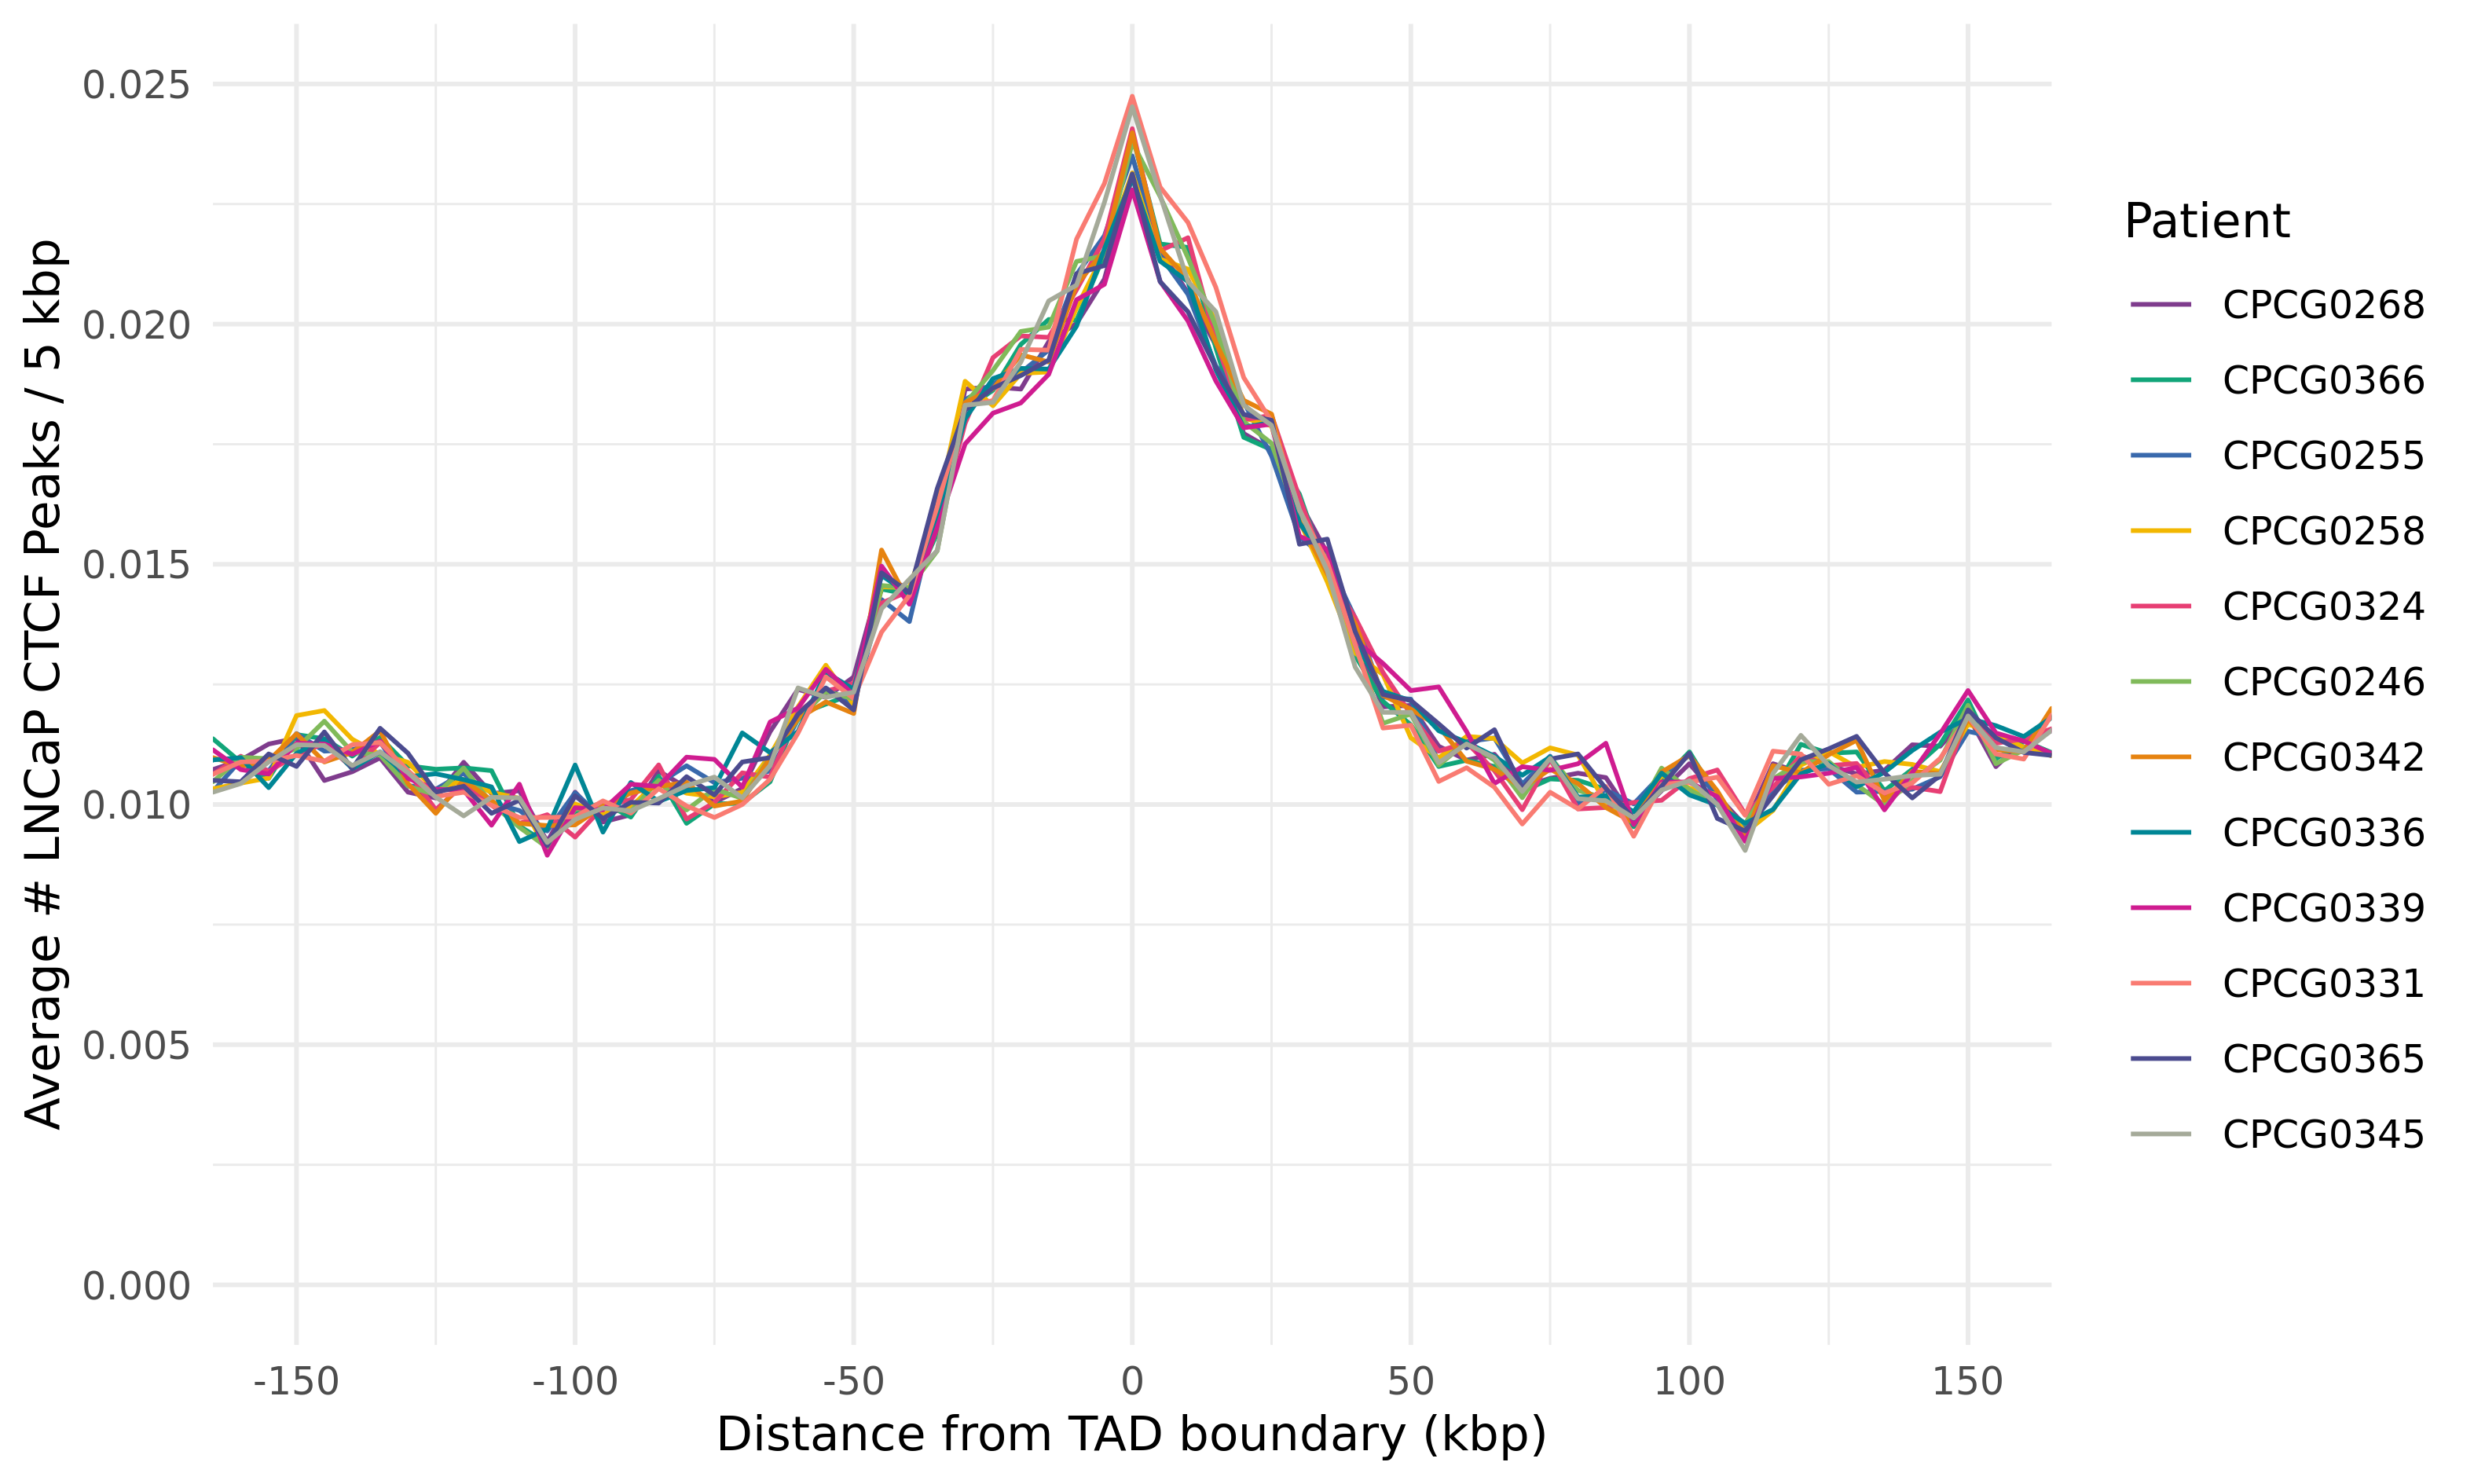 Average # LNCaP CTCF Peaks / 5 kbp
0.025
0.020
0.015
0.010
0.005
0.000
-150 -100 -50 0 50 100 150
Distance from TAD boundary (kbp)
Patient
CPCG0268
CPCG0366
CPCG0255
CPCG0258
CPCG0324
CPCG0246
CPCG0342
CPCG0336
CPCG0339
CPCG0331
CPCG0365
CPCG0345